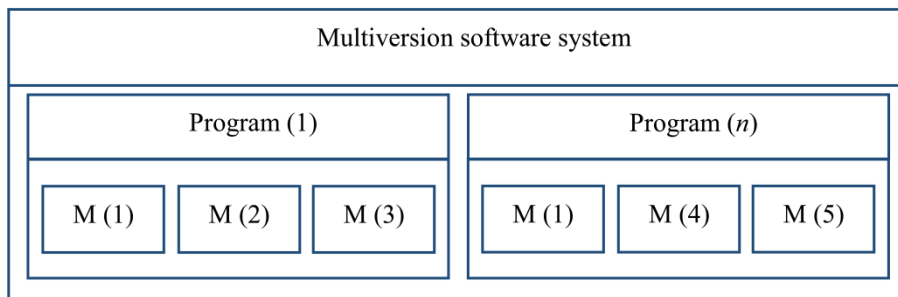 Multiversion software system
Program (1)
Program (n)
M (1) M (2) M (3)
M (1) M (4) M (5)